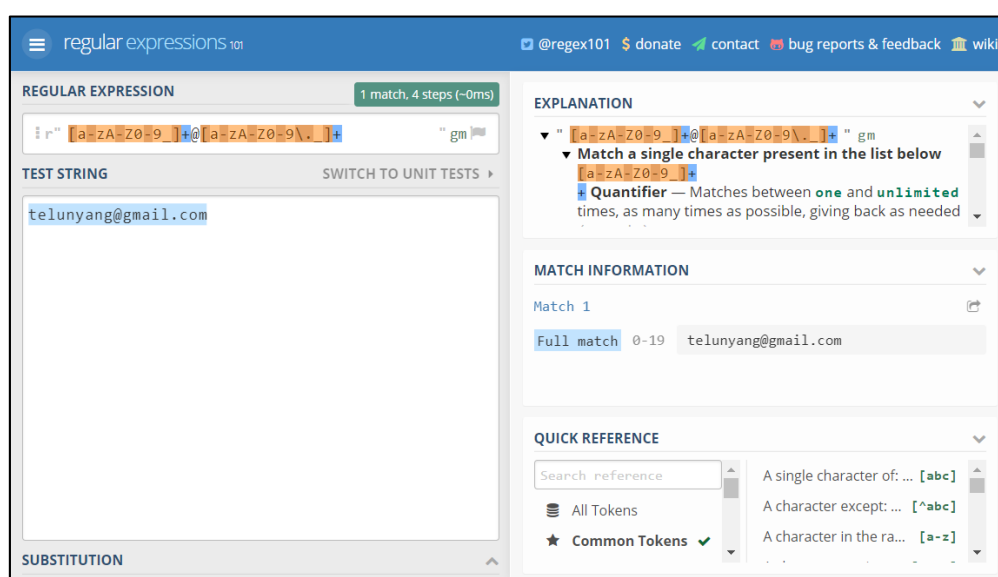 regular expressions 101
@regex101 $ donate contact bug reports & feedback wiki
REGULAR EXPRESSION
1 match, 4 steps (~0ms)
r" [a-zA-Z0-9_]+@[a-zA-Z0-9\._]+ " gm
TEST STRING
SWITCH TO UNIT TESTS
telunyang@gmail.com
SUBSTITUTION
EXPLANATION
" [a-zA-Z0-9_]+@[a-zA-Z0-9\._]+ " gm
Match a single character present in the list below
[a-zA-Z0-9_]+
+ Quantifier — Matches between one and unlimited
times, as many times as possible, giving back as needed
MATCH INFORMATION
Match 1
Full match 0-19 telunyang@gmail.com
QUICK REFERENCE
Search reference
All Tokens
Common Tokens
A single character of: ... [abc]
A character except: ... [^abc]
A character in the ra... [a-z]